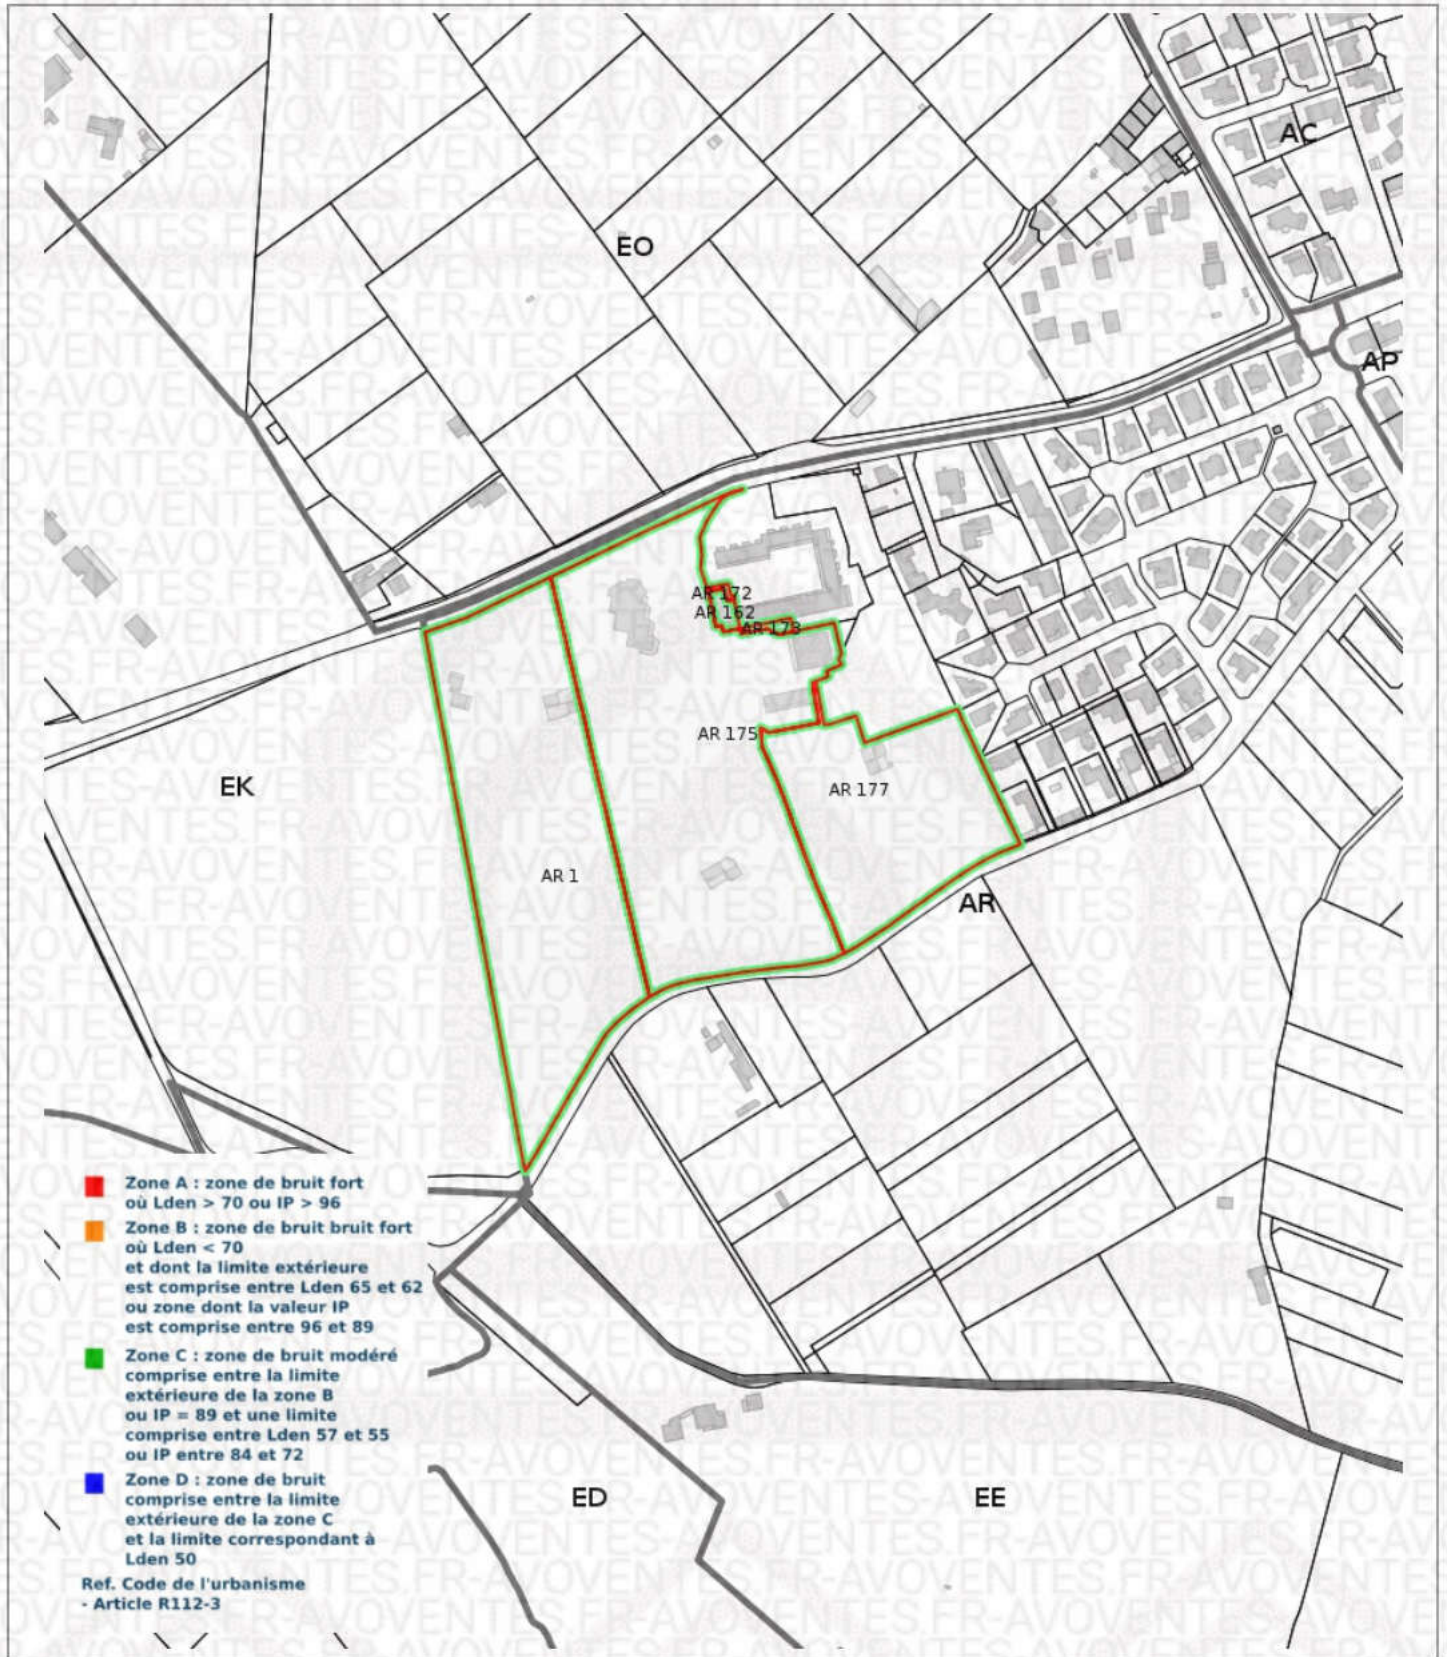 AC
EO
AP
AR 172
AR 162
AR 173
AR 175
EK
AR 177
AR 1
AR
Zone A : zone de bruit fort
où Lden > 70 ou IP > 96
Zone B : zone de bruit bruit fort
où Lden < 70
et dont la limite extérieure
est comprise entre Lden 65 et 62
ou zone dont la valeur IP
est comprise entre 96 et 89
Zone C : zone de bruit modéré
comprise entre la limite
extérieure de la zone B
ou IP = 89 et une limite
comprise entre Lden 57 et 55
ou IP entre 84 et 72
Zone D : zone de bruit
comprise entre la limite
extérieure de la zone C
et la limite correspondant à
Lden 50
Ref. Code de l'urbanisme
- Article R112-3
ED
EE